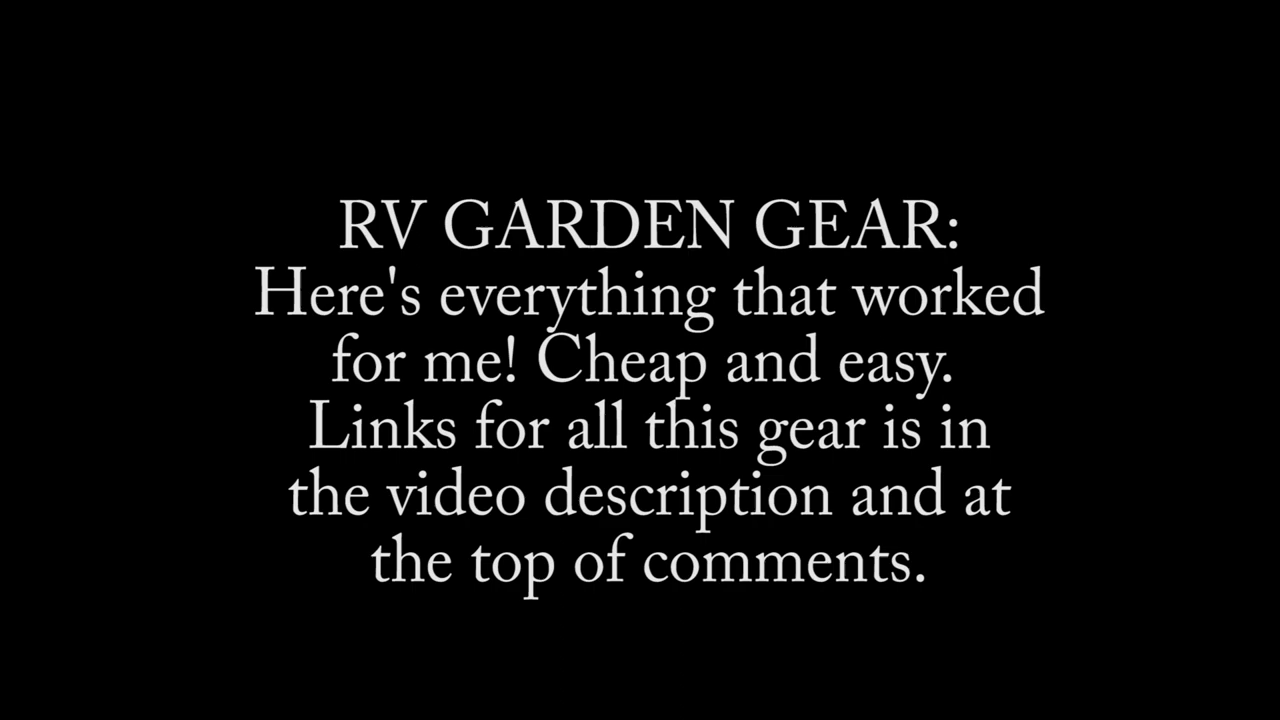 RV GARDEN GEAR:
Here's everything that worked
for me! Cheap and easy.
Links for all this gear is in
the video description and at
the top of comments.